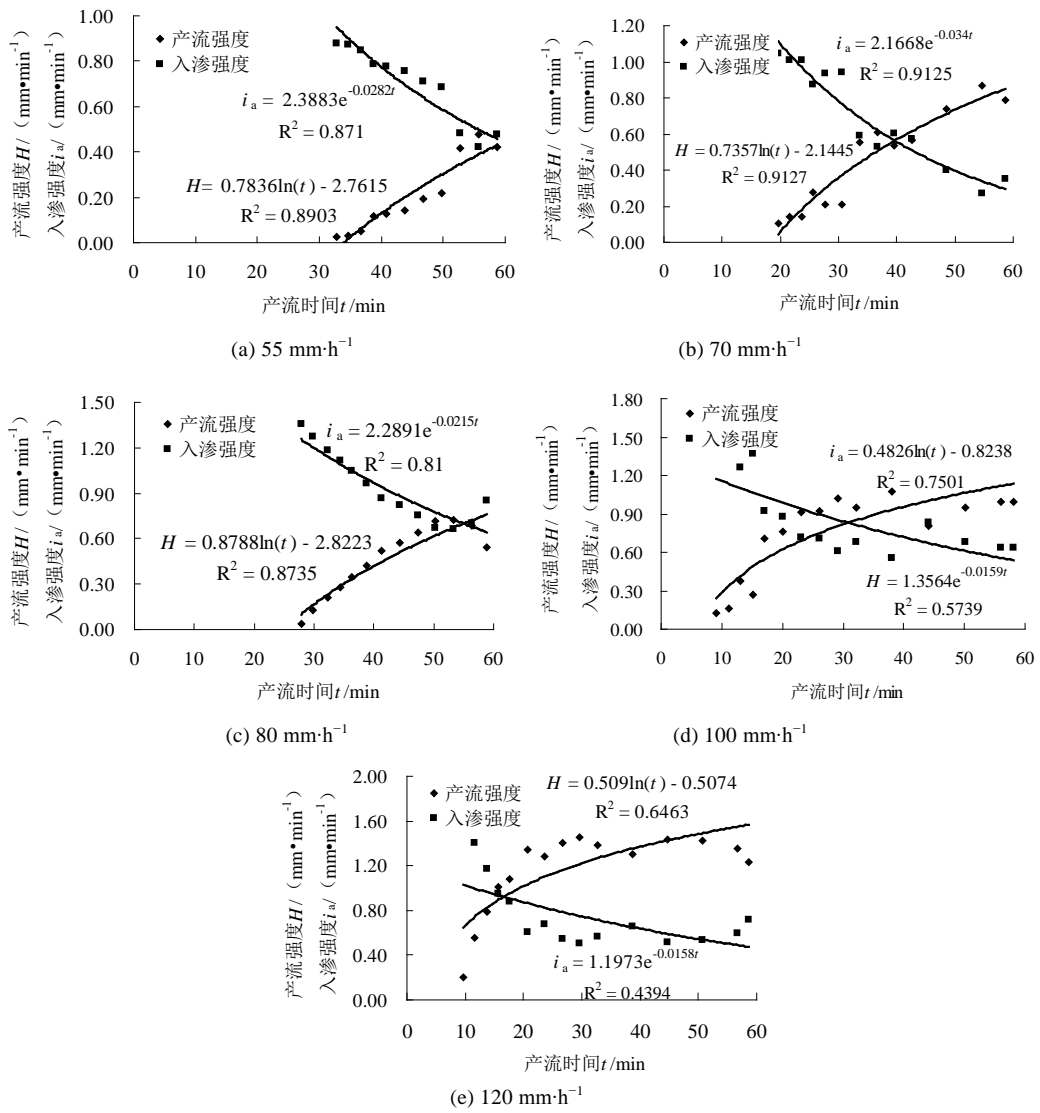 1.00
0.80
0.60
0.40
0.20
0.00
产流强度H/（mm•min⁻¹）
入渗强度iₐ/（mm•min⁻¹）
产流强度
入渗强度
iₐ = 2.3883e^-0.0282t
R² = 0.871
H= 0.7836ln(t) - 2.7615
R² = 0.8903
0 10 20 30 40 50 60
产流时间t /min
(a) 55 mm·h⁻¹
1.20
1.00
0.80
0.60
0.40
0.20
0.00
产流强度H/（mm•min⁻¹）
入渗强度iₐ/（mm•min⁻¹）
产流强度
入渗强度
iₐ = 2.1668e^-0.034t
R² = 0.9125
H = 0.7357ln(t) - 2.1445
R² = 0.9127
0 10 20 30 40 50 60
产流时间t /min
(b) 70 mm·h⁻¹
1.50
1.20
0.90
0.60
0.30
0.00
产流强度H/（mm•min⁻¹）
入渗强度iₐ/（mm•min⁻¹）
产流强度
入渗强度
iₐ = 2.2891e^-0.0215t
R² = 0.81
H = 0.8788ln(t) - 2.8223
R² = 0.8735
0 10 20 30 40 50 60
产流时间t /min
(c) 80 mm·h⁻¹
1.80
1.50
1.20
0.90
0.60
0.30
0.00
产流强度H/（mm•min⁻¹）
入渗强度iₐ/（mm•min⁻¹）
产流强度
入渗强度
iₐ = 0.4826ln(t) - 0.8238
R² = 0.7501
H = 1.3564e^-0.0159t
R² = 0.5739
0 10 20 30 40 50 60
产流时间t /min
(d) 100 mm·h⁻¹
2.00
1.60
1.20
0.80
0.40
0.00
产流强度H/（mm•min⁻¹）
入渗强度iₐ/（mm•min⁻¹）
产流强度
入渗强度
H = 0.509ln(t) - 0.5074
R² = 0.6463
iₐ = 1.1973e^-0.0158t
R² = 0.4394
0 10 20 30 40 50 60
产流时间t /min
(e) 120 mm·h⁻¹